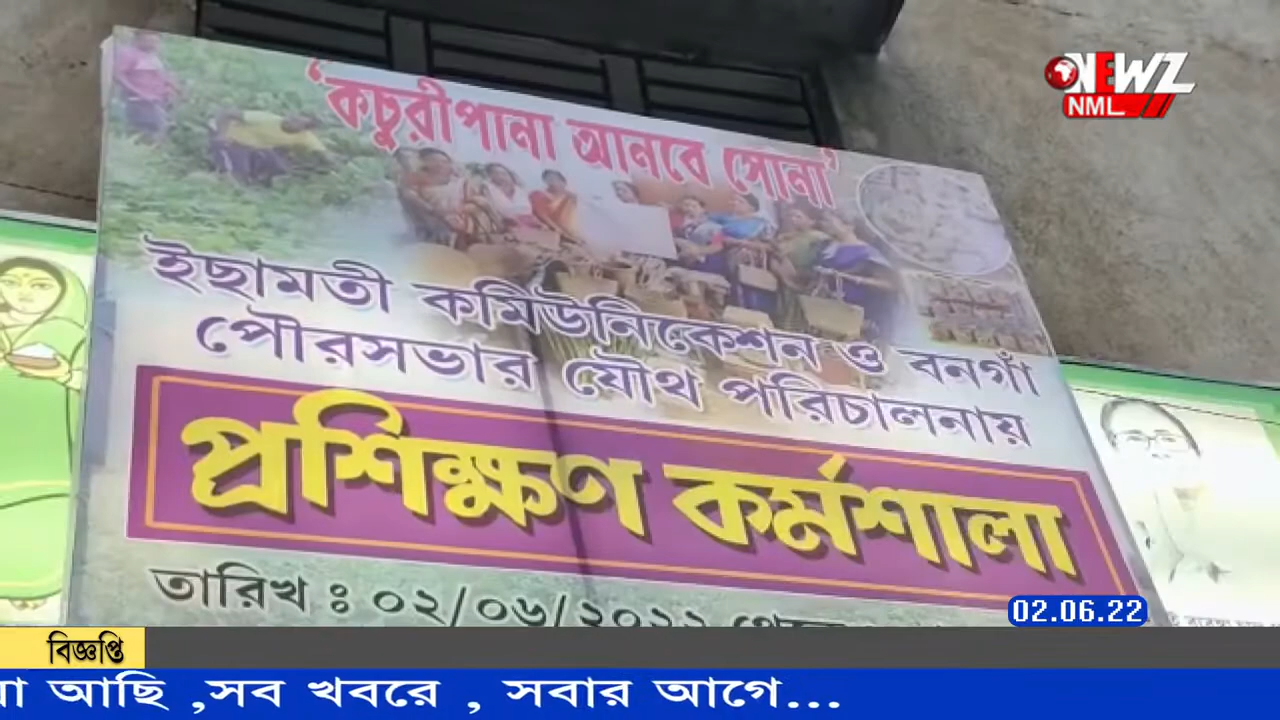 NEWZ
NML
'কচুরীপানা আনবে সোনা'
ইছামতী কমিউনিকেশন ও বনগাঁ
পৌরসভার যৌথ পরিচালনায়
প্রশিক্ষণ কর্মশালা
তারিখ : ০২/০৬/২০২২ থেকে
02.06.22
বিজ্ঞপ্তি
আছি ,সব খবরে , সবার আগে...